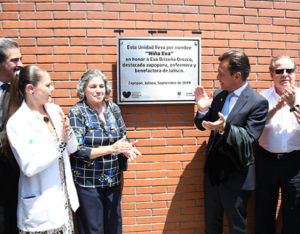 Esta Unidad lleva por nombre
"Niña Eva"
en honor a Eva Briseño Orozco,
destacada zapopana, enfermera y
benefactora de Jalisco.
Zapopan, Jalisco, Septiembre de 2018